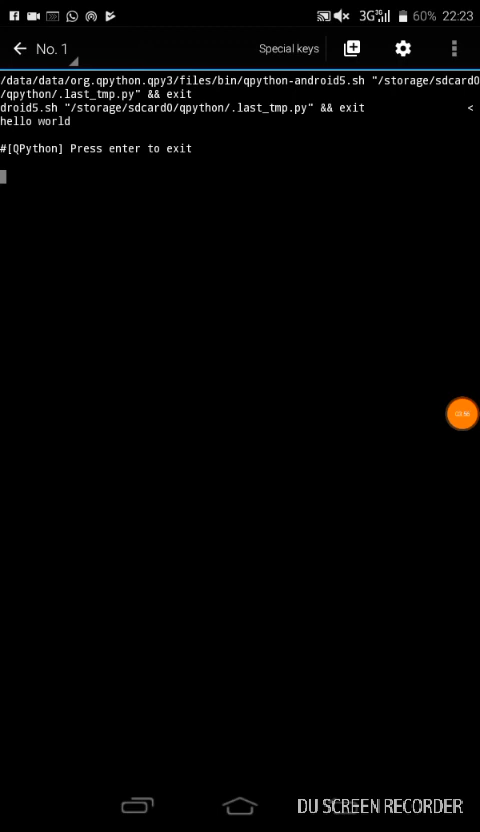 3G 3G 60% 22:23
No. 1 Special keys
/data/data/org.qpython.qpy3/files/bin/qpython-android5.sh "/storage/sdcard0
/qpython/.last_tmp.py" && exit
droid5.sh "/storage/sdcard0/qpython/.last_tmp.py" && exit <
hello world
#[QPython] Press enter to exit
DU SCREEN RECORDER